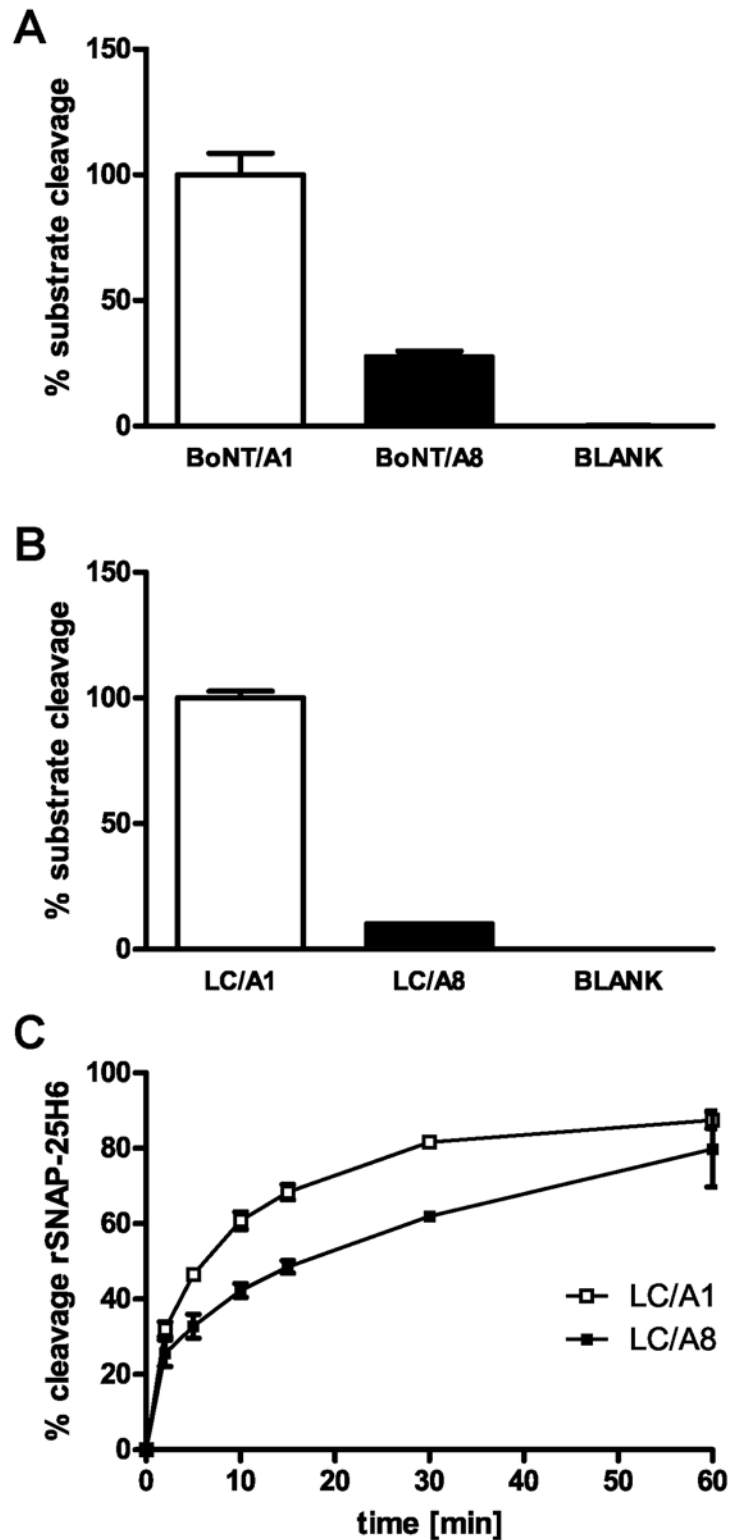 A
% substrate cleavage
150
100
50
0
BoNT/A1 BoNT/A8 BLANK
B
% substrate cleavage
150
100
50
0
LC/A1 LC/A8 BLANK
C
% cleavage rSNAP-25H6
100
80
60
40
20
0
LC/A1
LC/A8
0 10 20 30 40 50 60
time [min]